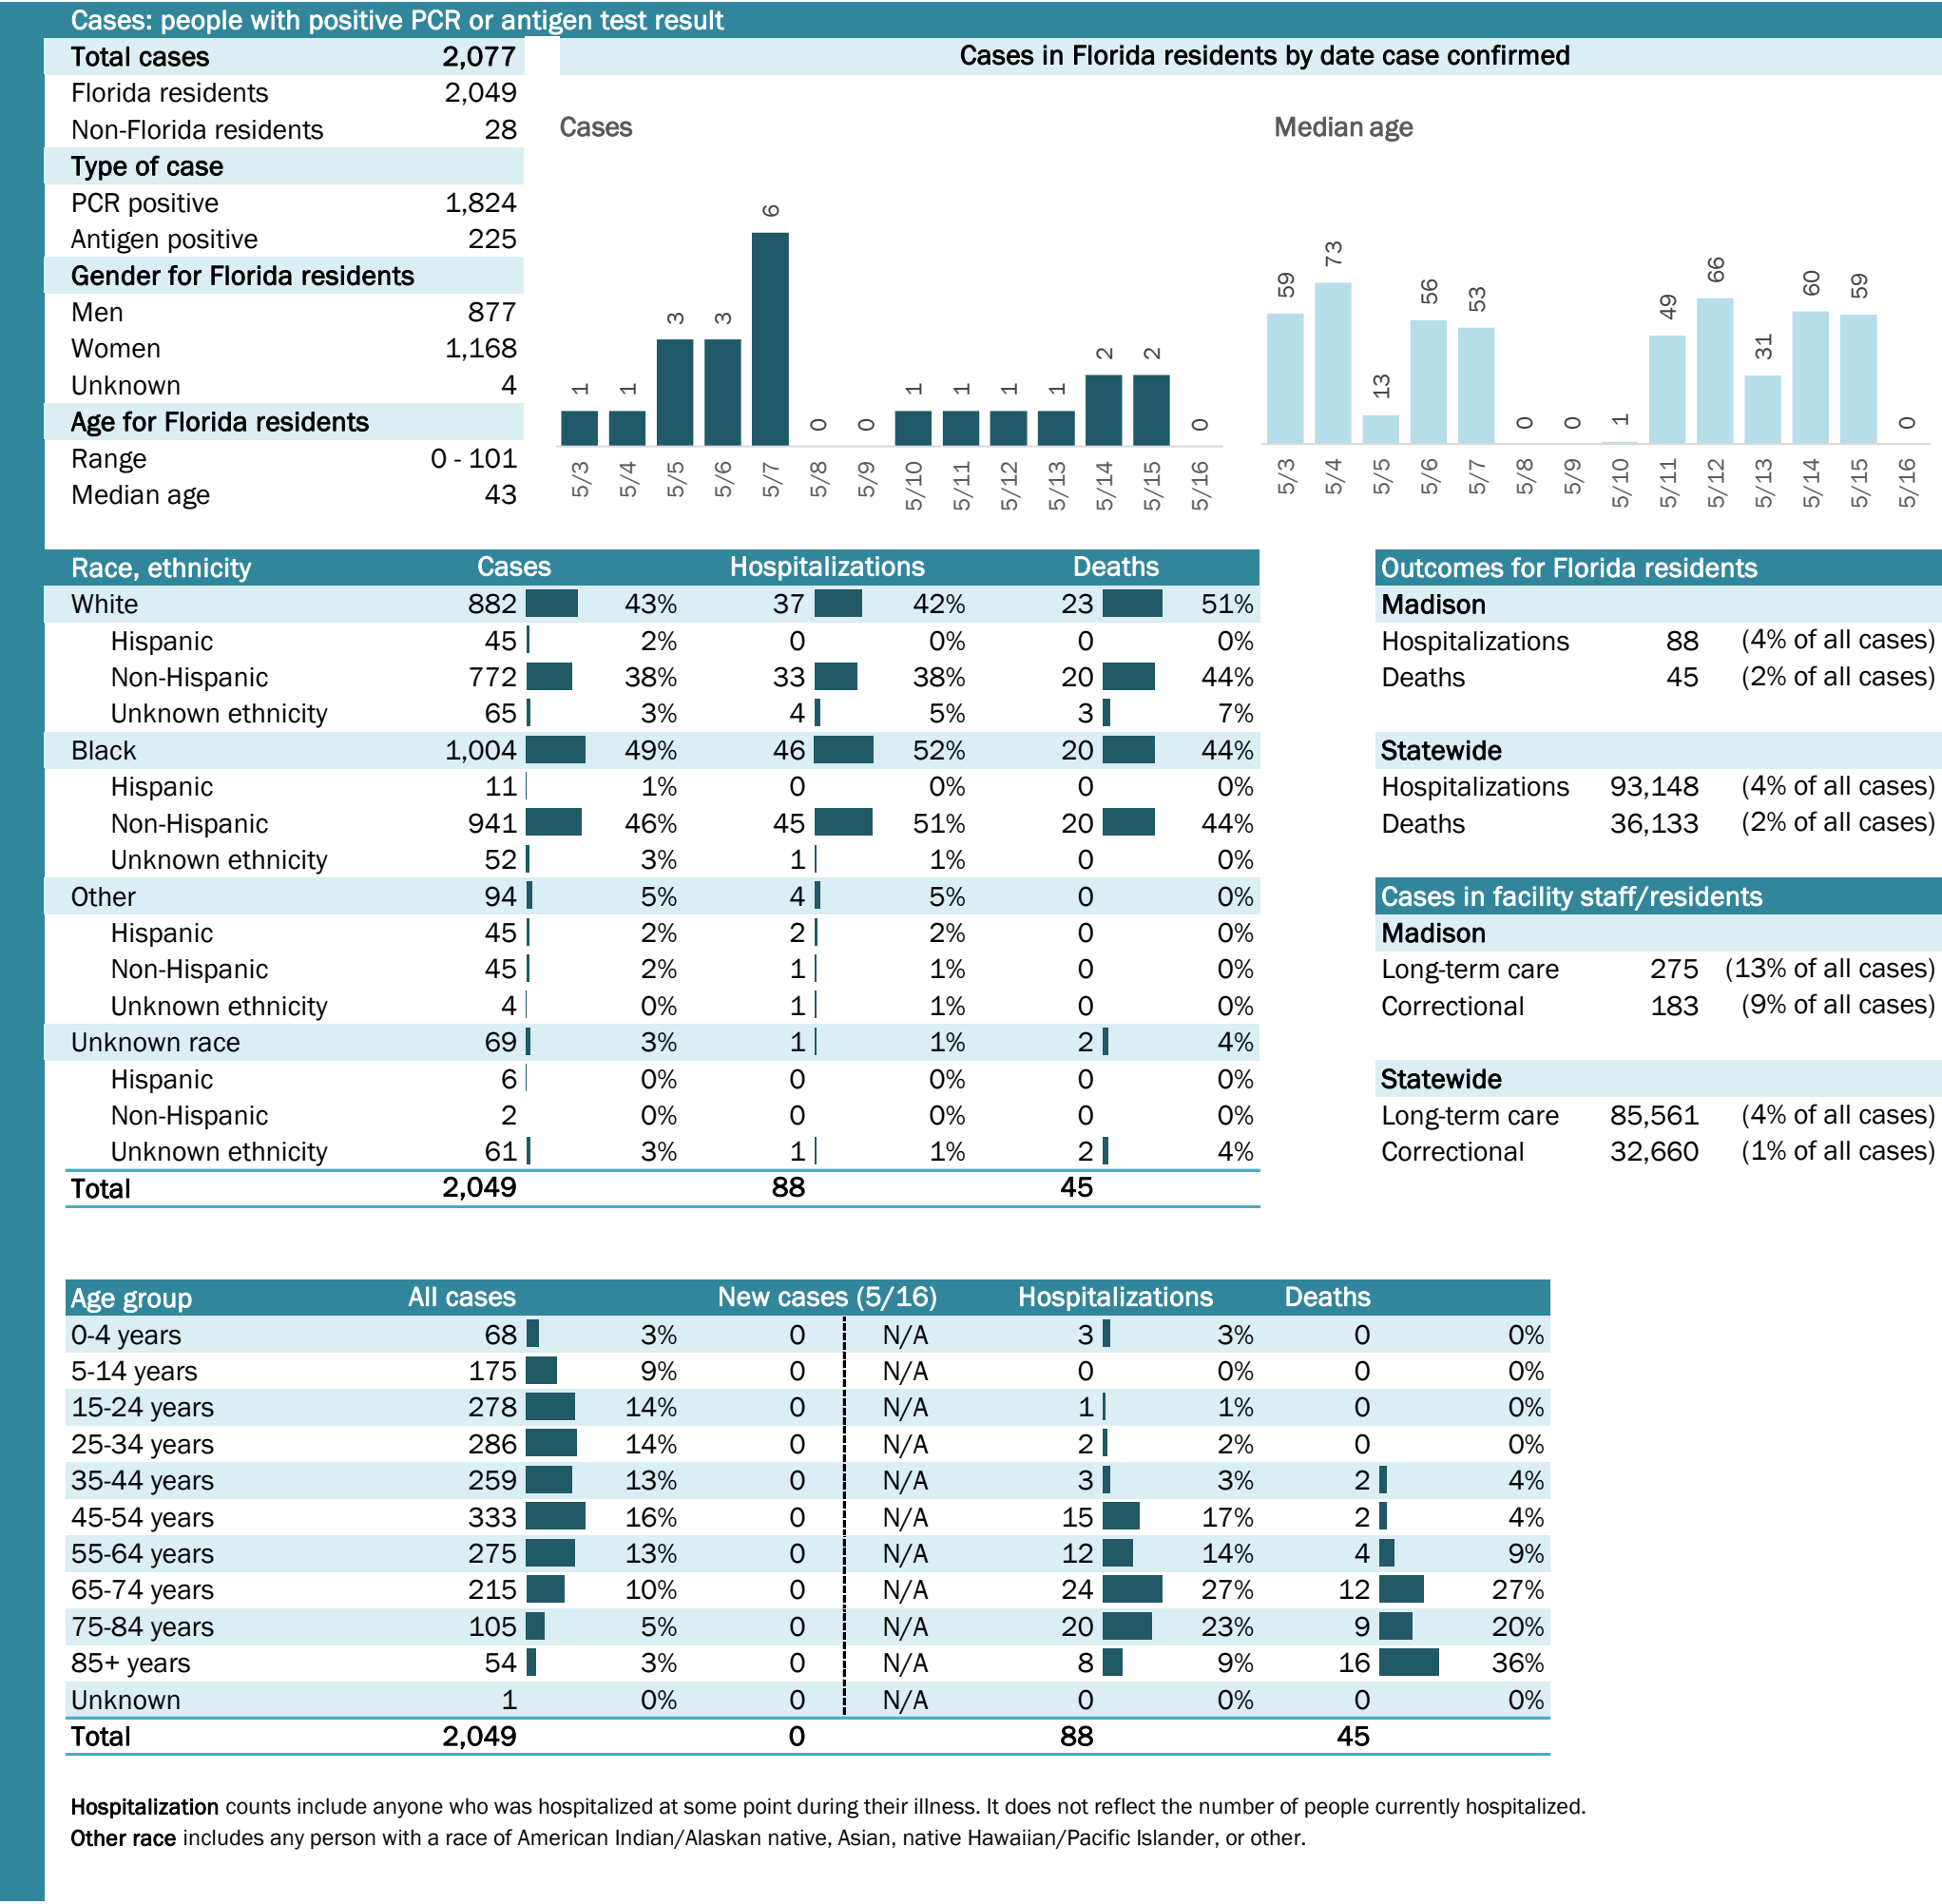 Cases: people with positive PCR or antigen test result
Total cases 2,077
Florida residents 2,049
Non-Florida residents 28
Type of case
PCR positive 1,824
Antigen positive 225
Gender for Florida residents
Men 877
Women 1,168
Unknown 4
Age for Florida residents
Range 0 - 101
Median age 43
Cases in Florida residents by date case confirmed
Cases
1 1 3 3 6 0 0 1 1 1 1 2 2 0
5/3 5/4 5/5 5/6 5/7 5/8 5/9 5/10 5/11 5/12 5/13 5/14 5/15 5/16
Median age
59 73 13 56 53 0 0 1 49 66 31 60 59 0
5/3 5/4 5/5 5/6 5/7 5/8 5/9 5/10 5/11 5/12 5/13 5/14 5/15 5/16
Race, ethnicity Cases Hospitalizations Deaths
White 882 43% 37 42% 23 51%
Hispanic 45 2% 0 0% 0 0%
Non-Hispanic 772 38% 33 38% 20 44%
Unknown ethnicity 65 3% 4 5% 3 7%
Black 1,004 49% 46 52% 20 44%
Hispanic 11 1% 0 0% 0 0%
Non-Hispanic 941 46% 45 51% 20 44%
Unknown ethnicity 52 3% 1 1% 0 0%
Other 94 5% 4 5% 0 0%
Hispanic 45 2% 2 2% 0 0%
Non-Hispanic 45 2% 1 1% 0 0%
Unknown ethnicity 4 0% 1 1% 0 0%
Unknown race 69 3% 1 1% 2 4%
Hispanic 6 0% 0 0% 0 0%
Non-Hispanic 2 0% 0 0% 0 0%
Unknown ethnicity 61 3% 1 1% 2 4%
Total 2,049 88 45
Outcomes for Florida residents
Madison
Hospitalizations 88 (4% of all cases)
Deaths 45 (2% of all cases)
Statewide
Hospitalizations 93,148 (4% of all cases)
Deaths 36,133 (2% of all cases)
Cases in facility staff/residents
Madison
Long-term care 275 (13% of all cases)
Correctional 183 (9% of all cases)
Statewide
Long-term care 85,561 (4% of all cases)
Correctional 32,660 (1% of all cases)
Age group All cases New cases (5/16) Hospitalizations Deaths
0-4 years 68 3% 0 N/A 3 3% 0 0%
5-14 years 175 9% 0 N/A 0 0% 0 0%
15-24 years 278 14% 0 N/A 1 1% 0 0%
25-34 years 286 14% 0 N/A 2 2% 0 0%
35-44 years 259 13% 0 N/A 3 3% 2 4%
45-54 years 333 16% 0 N/A 15 17% 2 4%
55-64 years 275 13% 0 N/A 12 14% 4 9%
65-74 years 215 10% 0 N/A 24 27% 12 27%
75-84 years 105 5% 0 N/A 20 23% 9 20%
85+ years 54 3% 0 N/A 8 9% 16 36%
Unknown 1 0% 0 N/A 0 0% 0 0%
Total 2,049 0 88 45
Hospitalization counts include anyone who was hospitalized at some point during their illness. It does not reflect the number of people currently hospitalized.
Other race includes any person with a race of American Indian/Alaskan native, Asian, native Hawaiian/Pacific Islander, or other.